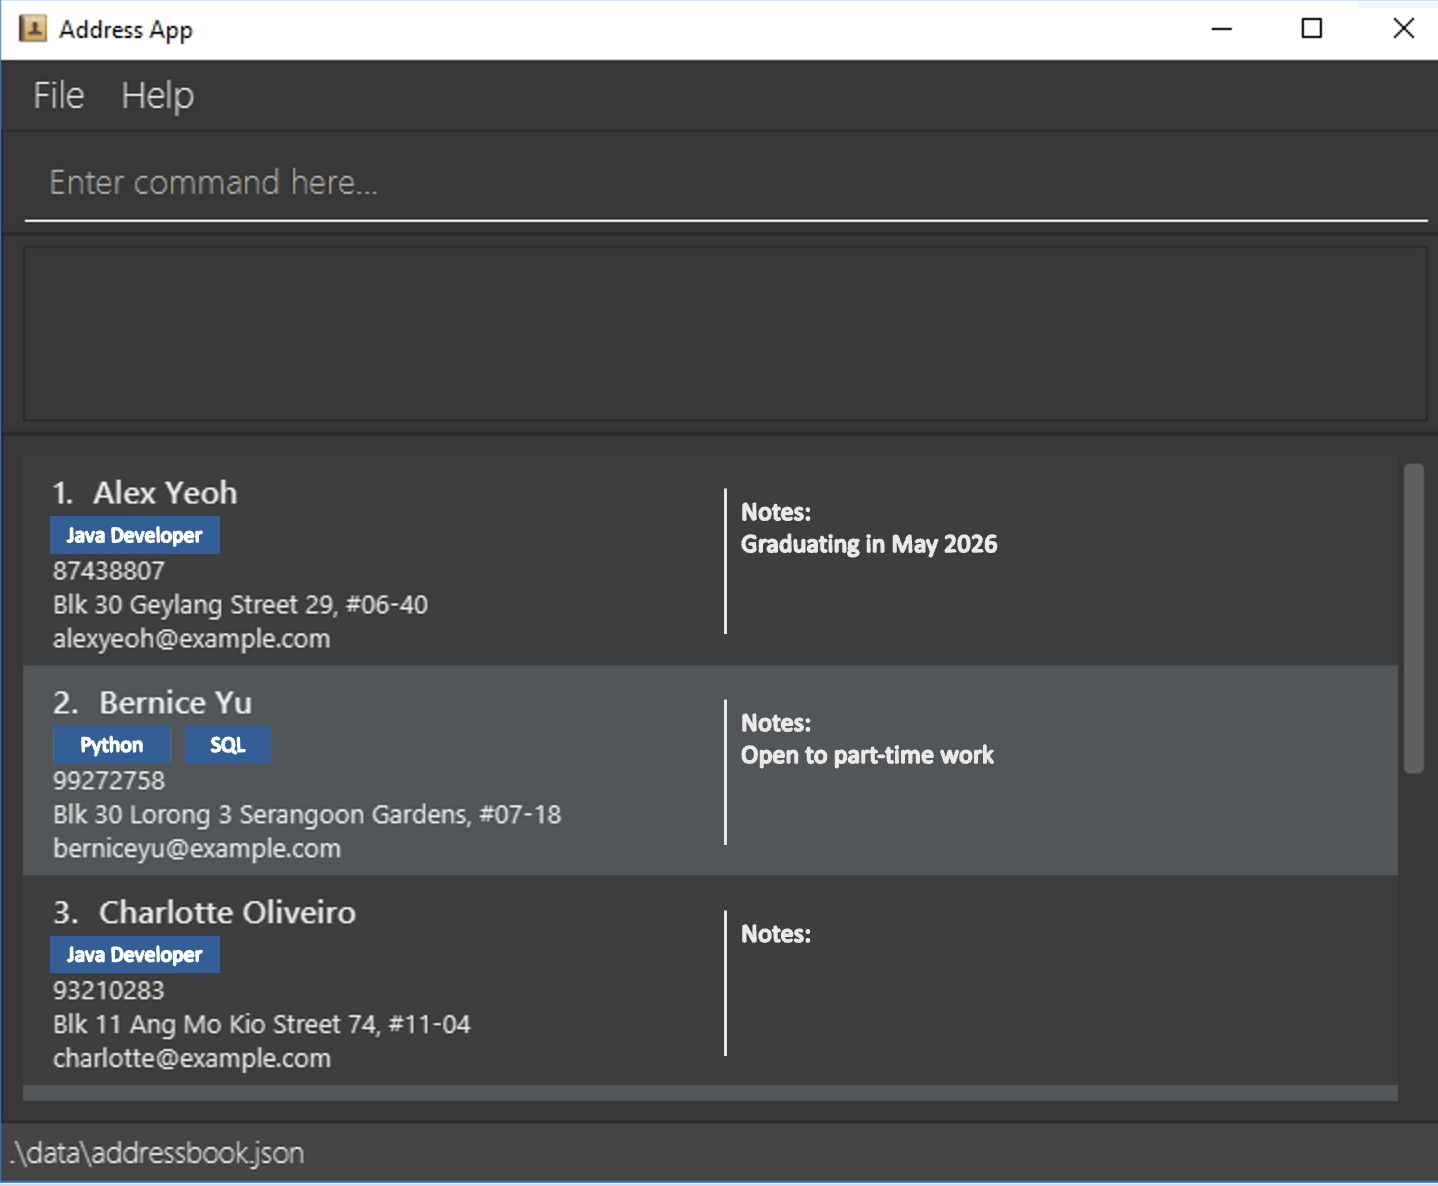 Address App
File Help
Enter command here...
1. Alex Yeoh
Java Developer
87438807
Blk 30 Geylang Street 29, #06-40
alexyeoh@example.com
Notes:
Graduating in May 2026
2. Bernice Yu
Python SQL
99272758
Blk 30 Lorong 3 Serangoon Gardens, #07-18
berniceyu@example.com
Notes:
Open to part-time work
3. Charlotte Oliveiro
Java Developer
93210283
Blk 11 Ang Mo Kio Street 74, #11-04
charlotte@example.com
Notes:
.\data\addressbook.json